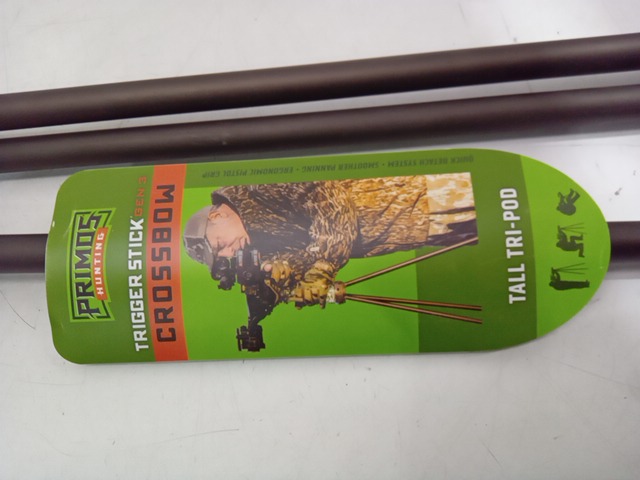 PRIMOS
HUNTING
TRIGGER STICK GEN 3
CROSSBOW
QUICK DETACH SYSTEM • SMOOTHER PANNING • ERGONOMIC PISTOL GRIP
TALL TRI-POD